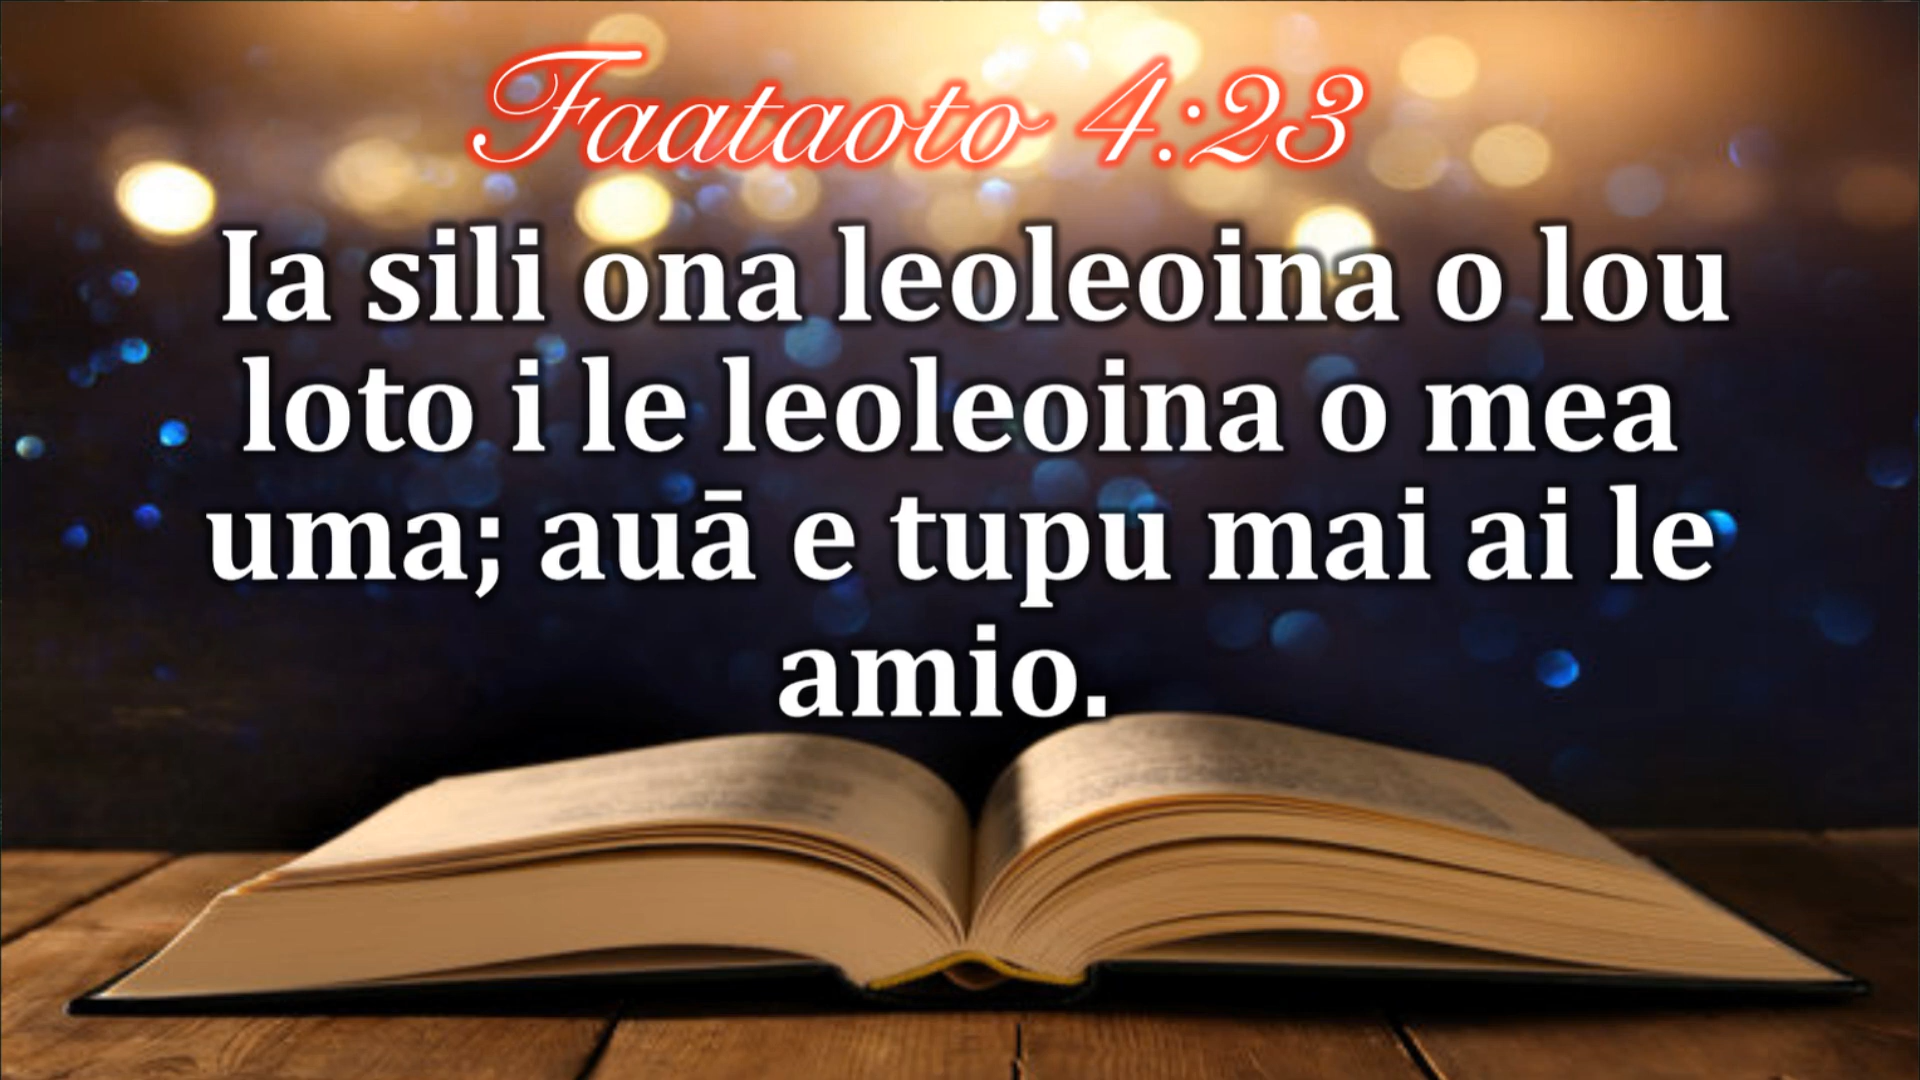 Faataoto 4:23
Ia sili ona leoleoina o lou
loto i le leoleoina o mea
uma; auā e tupu mai ai le
amio.